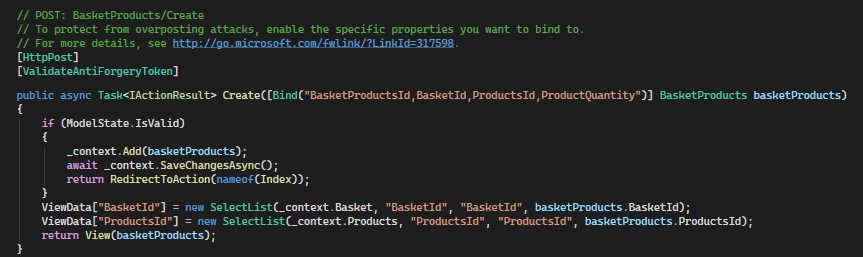 // POST: BasketProducts/Create
// To protect from overposting attacks, enable the specific properties you want to bind to.
// For more details, see http://go.microsoft.com/fwlink/?LinkId=317598.
[HttpPost]
[ValidateAntiForgeryToken]
public async Task<IActionResult> Create([Bind("BasketProductsId,BasketId,ProductsId,ProductQuantity")] BasketProducts basketProducts)
{
    if (ModelState.IsValid)
    {
        _context.Add(basketProducts);
        await _context.SaveChangesAsync();
        return RedirectToAction(nameof(Index));
    }
    ViewData["BasketId"] = new SelectList(_context.Basket, "BasketId", "BasketId", basketProducts.BasketId);
    ViewData["ProductsId"] = new SelectList(_context.Products, "ProductsId", "ProductsId", basketProducts.ProductsId);
    return View(basketProducts);
}